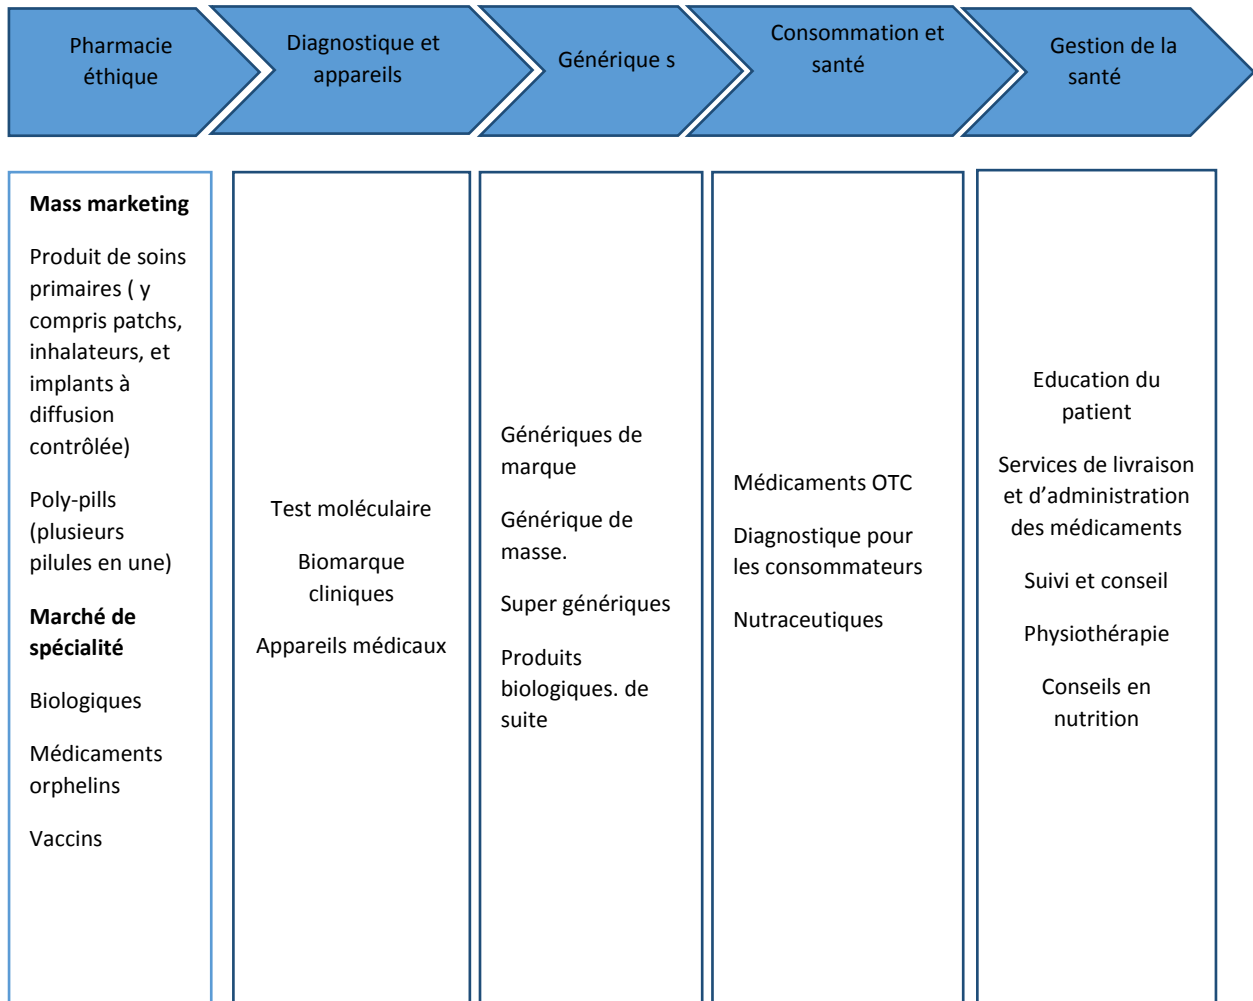 Pharmacie
éthique
Diagnostique et
appareils
Générique s
Consommation et
santé
Gestion de la
santé
Mass marketing
Produit de soins
primaires ( y
compris patchs,
inhalateurs, et
implants à
diffusion
contrôlée)
Poly-pills
(plusieurs
pilules en une)
Marché de
spécialité
Biologiques
Médicaments
orphelins
Vaccins
Test moléculaire
Biomarque
cliniques
Appareils médicaux
Génériques de
marque
Générique de
masse.
Super génériques
Produits
biologiques. de
suite
Médicaments OTC
Diagnostique pour
les consommateurs
Nutraceutiques
Education du
patient
Services de livraison
et d’administration
des médicaments
Suivi et conseil
Physiothérapie
Conseils en
nutrition